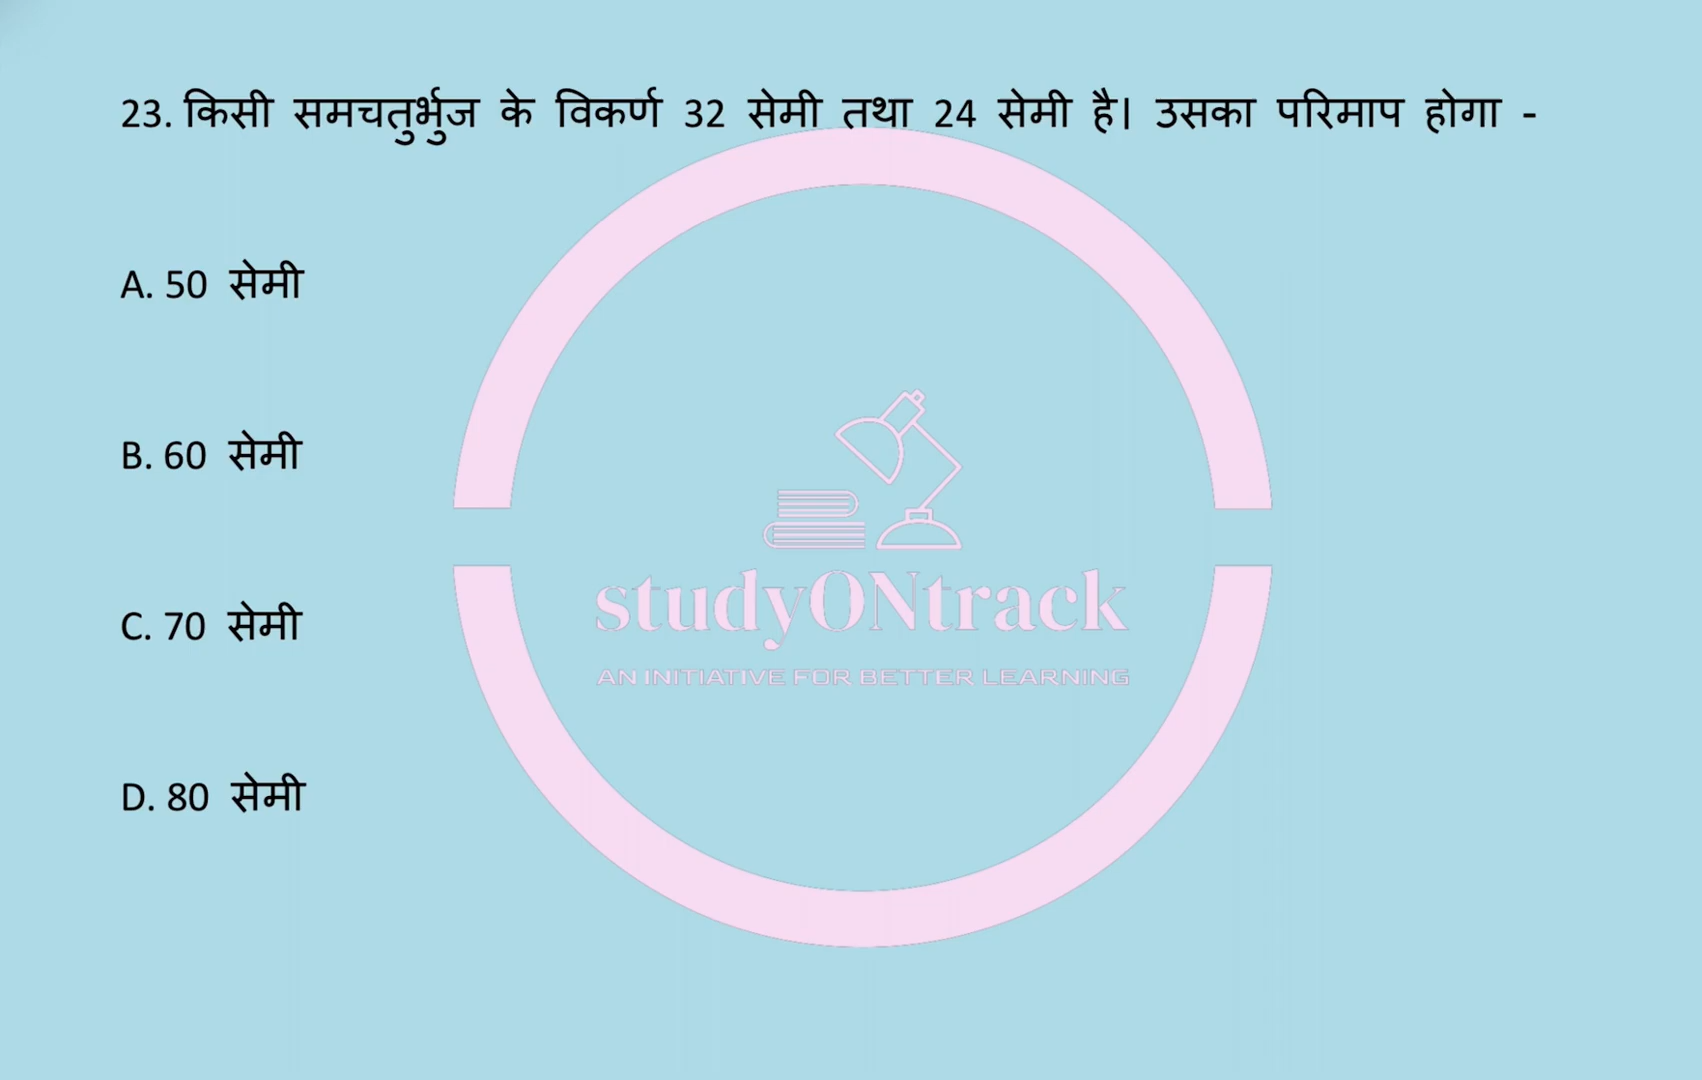 23. किसी समचतुर्भुज के विकर्ण 32 सेमी तथा 24 सेमी है। उसका परिमाप होगा -
A. 50 सेमी
B. 60 सेमी
C. 70 सेमी
D. 80 सेमी
studyONtrack
AN INITIATIVE FOR BETTER LEARNING